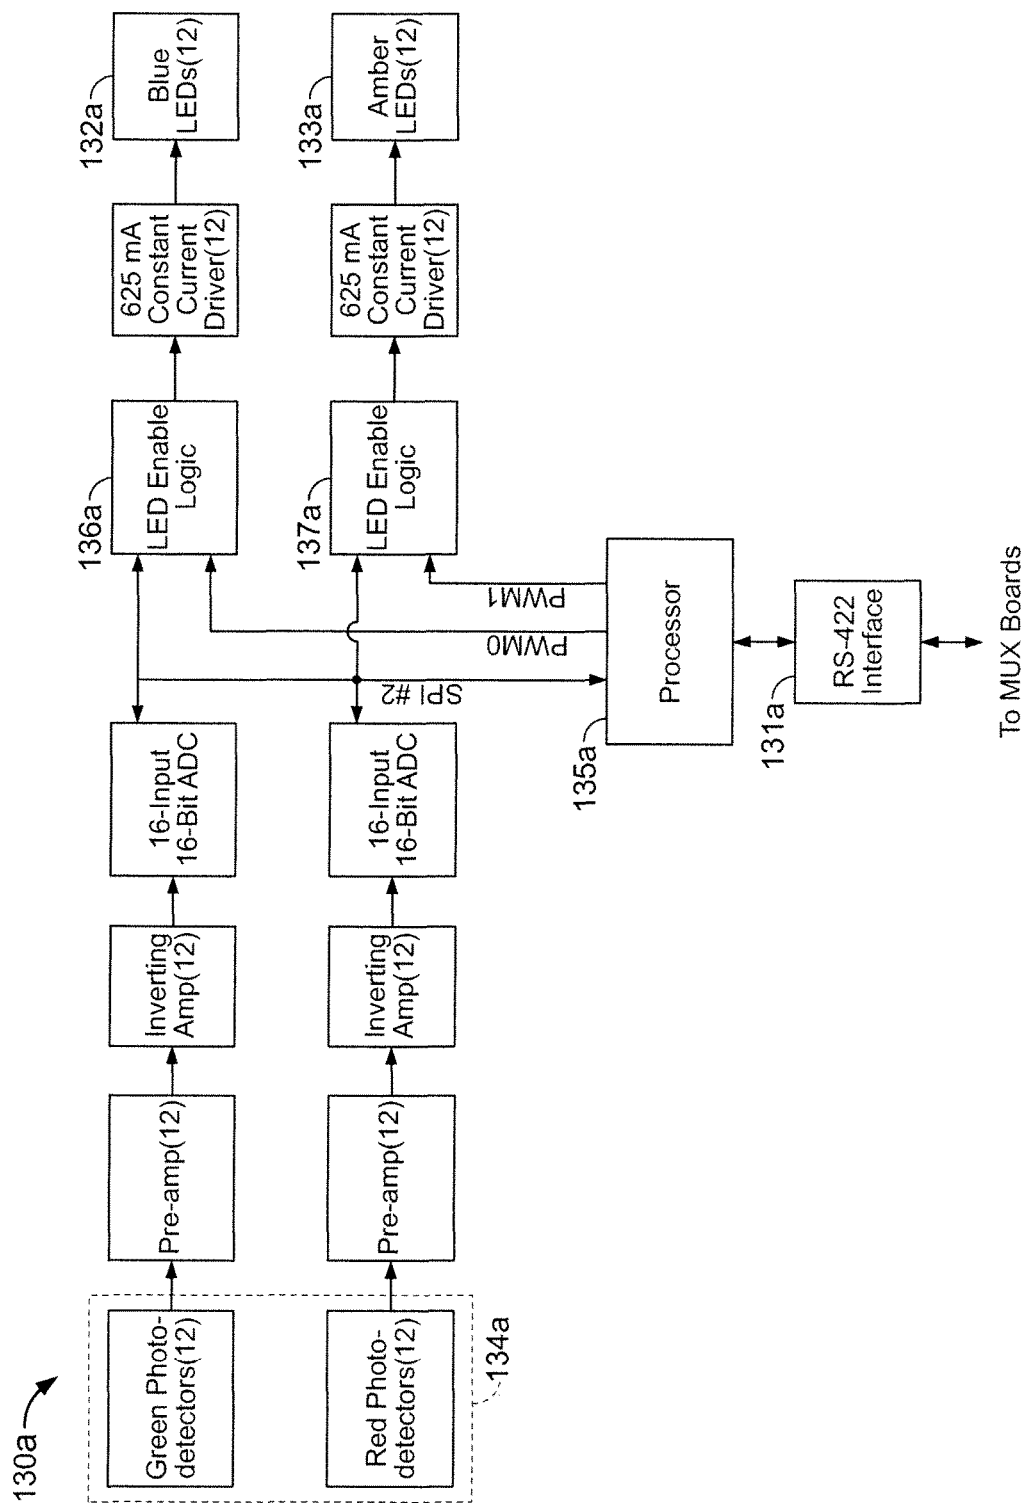 130a
Green Photo-
detectors(12)
Pre-amp(12)
Inverting
Amp(12)
16-Input
16-Bit ADC
136a
LED Enable
Logic
625 mA
Constant
Current
Driver(12)
132a
Blue
LEDs(12)
Red Photo-
detectors(12)
134a
Pre-amp(12)
Inverting
Amp(12)
16-Input
16-Bit ADC
137a
LED Enable
Logic
625 mA
Constant
Current
Driver(12)
133a
Amber
LEDs(12)
SPI #2
PWM0
PWM1
135a
Processor
131a
RS-422
Interface
To MUX Boards